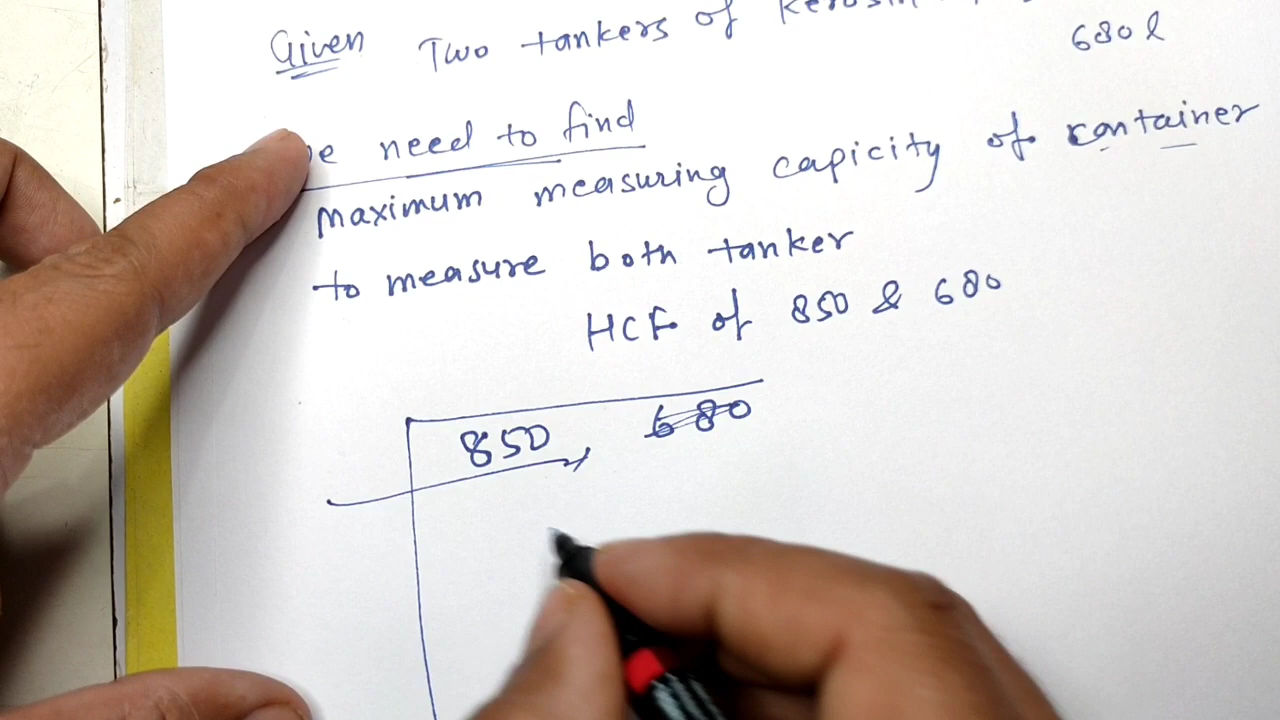 Given Two tankers of
680 l
need to find
maximum measuring capicity of container
to measure both tanker
HCF of 850 & 680
850 680